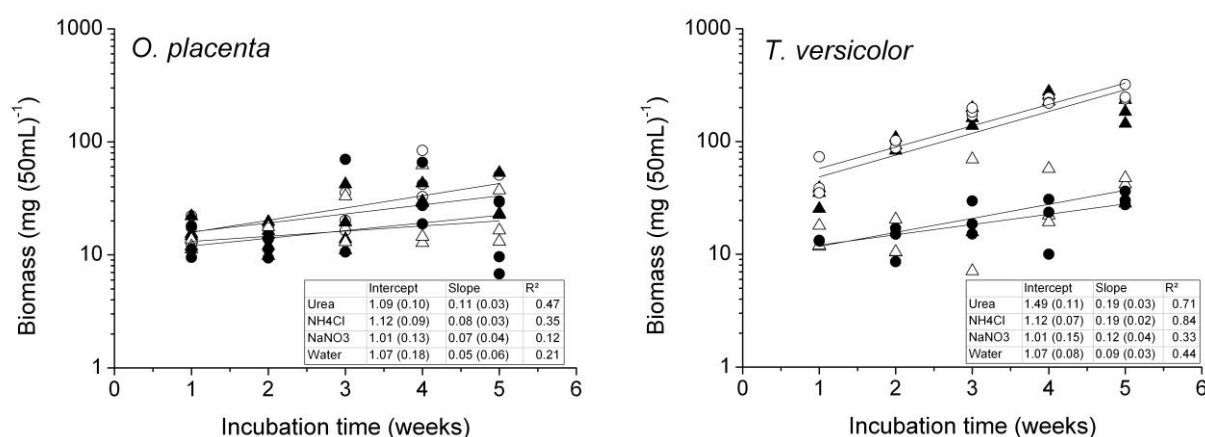 O. placenta
Biomass (mg (50mL)⁻¹
1000
100
10
1
Intercept Slope R²
Urea 1.09 (0.10) 0.11 (0.03) 0.47
NH4Cl 1.12 (0.09) 0.08 (0.03) 0.35
NaNO3 1.01 (0.13) 0.07 (0.04) 0.12
Water 1.07 (0.18) 0.05 (0.06) 0.21
0 1 2 3 4 5 6
Incubation time (weeks)
T. versicolor
Biomass (mg (50mL)⁻¹
1000
100
10
1
Intercept Slope R²
Urea 1.49 (0.11) 0.19 (0.03) 0.71
NH4Cl 1.12 (0.07) 0.19 (0.02) 0.84
NaNO3 1.01 (0.15) 0.12 (0.04) 0.33
Water 1.07 (0.08) 0.09 (0.03) 0.44
0 1 2 3 4 5 6
Incubation time (weeks)